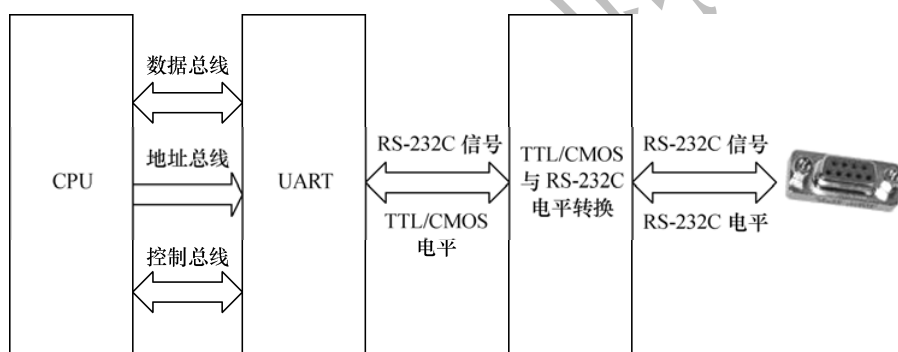 CPU
数据总线
地址总线
控制总线
UART
RS-232C 信号
TTL/CMOS
电平
TTL/CMOS
与 RS-232C
电平转换
RS-232C 信号
RS-232C 电平